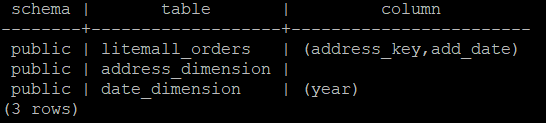 schema | table | column
--------+-------------------+------------------------
public | litemall_orders | (address_key,add_date)
public | address_dimension |
public | date_dimension | (year)
(3 rows)